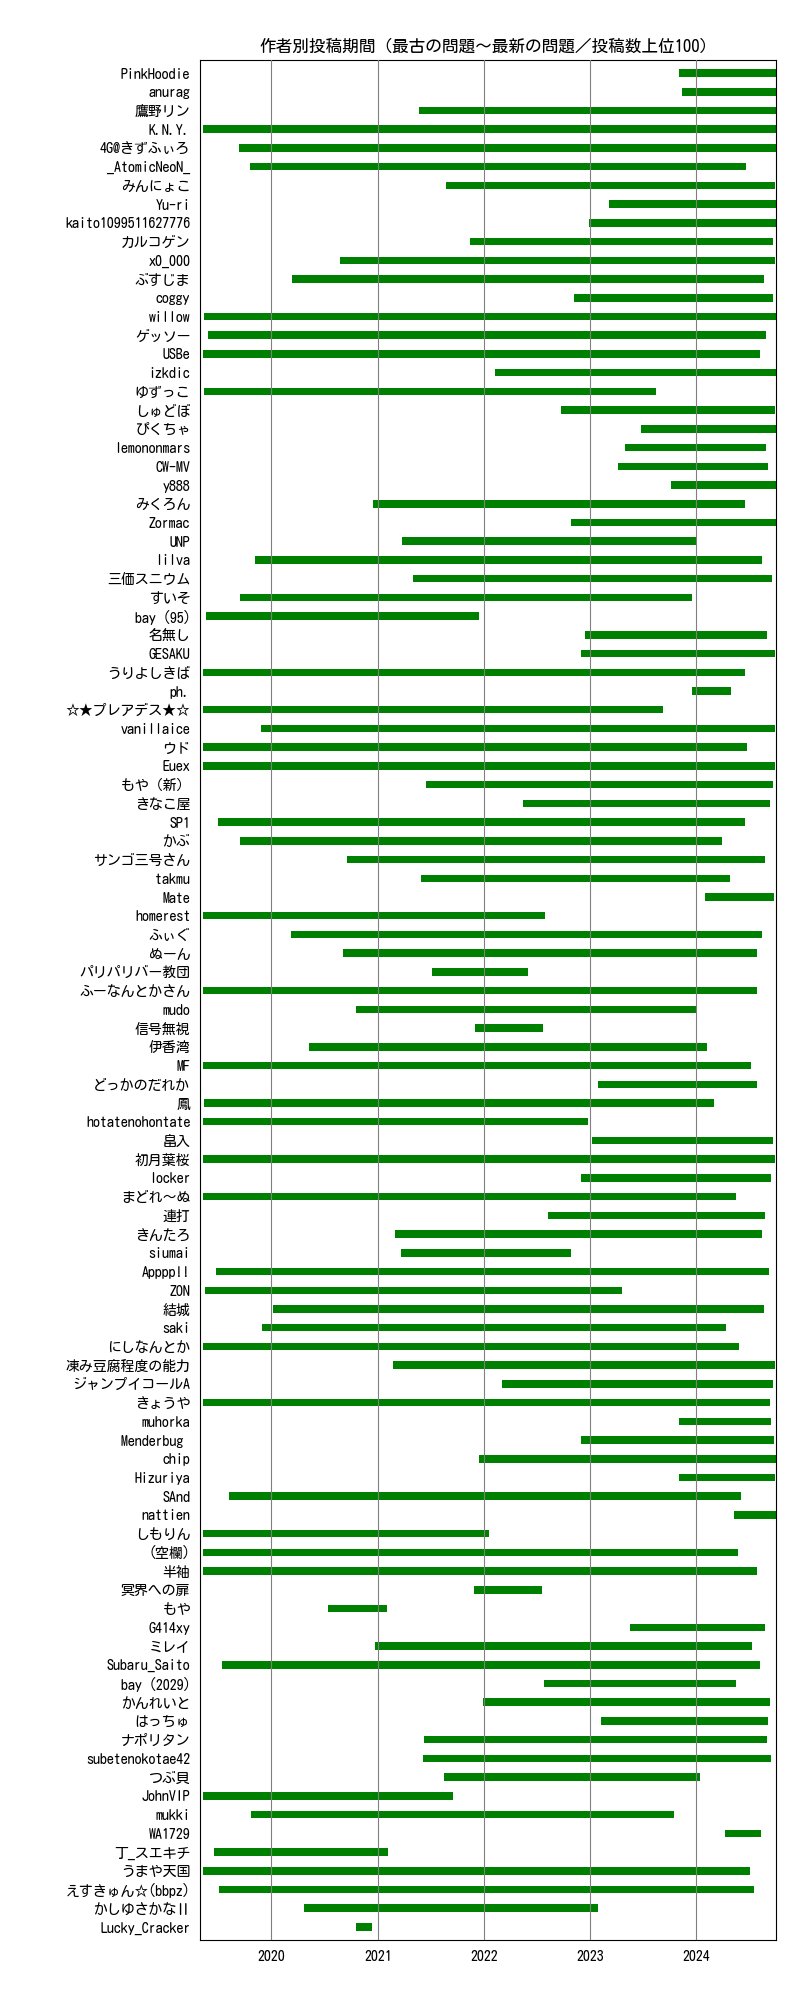 作者別投稿期間（最古の問題～最新の問題／投稿数上位100）
PinkHoodie
anurag
鷹野リン
K.N.Y.
4G@きずふぃろ
_AtomicNeoN_
みんにょこ
Yu-ri
kaito1099511627776
カルコゲン
x0_000
ぶすじま
coggy
willow
ゲッソー
USBe
izkdic
ゆずっこ
しゅどぼ
ぴくちゃ
lemononmars
CW-MV
y888
みくろん
Zormac
UNP
lilva
三価スニウム
すいそ
bay (95)
名無し
GESAKU
うりよしきば
ph.
☆★プレアデス★☆
vanillaice
ウド
Euex
もや（新）
きなこ屋
SP1
かぶ
サンゴ三号さん
takmu
Mate
homerest
ふぃぐ
ぬーん
パリパリバー教団
ふーなんとかさん
mudo
信号無視
伊香湾
MF
どっかのだれか
鳳
hotatenohontate
畠入
初月葉桜
locker
まどれ～ぬ
連打
きんたろ
siumai
Appppll
ZON
結城
saki
にしなんとか
凍み豆腐程度の能力
ジャンプイコールA
きょうや
muhorka
Menderbug
chip
Hizuriya
SAnd
nattien
しもりん
(空欄)
半袖
冥界への扉
もや
G414xy
ミレイ
Subaru_Saito
bay (2029)
かんれいと
はっちゅ
ナポリタン
subetenokotae42
つぶ貝
JohnVIP
mukki
WA1729
丁_スエキチ
うまや天国
えすきゅん☆(bbpz)
かしゆさかなII
Lucky_Cracker
2020 2021 2022 2023 2024